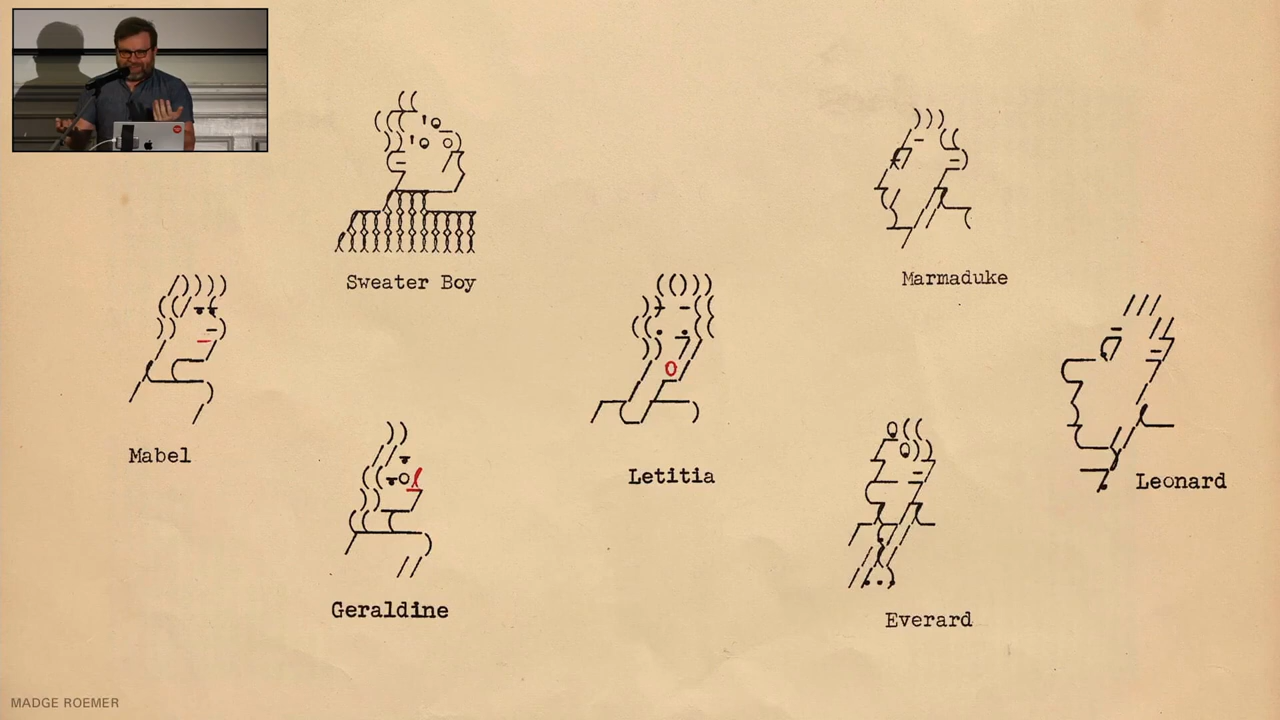 Sweater Boy
Marmaduke
Mabel
Letitia
Leonard
Geraldine
Everard
MADGE ROEMER